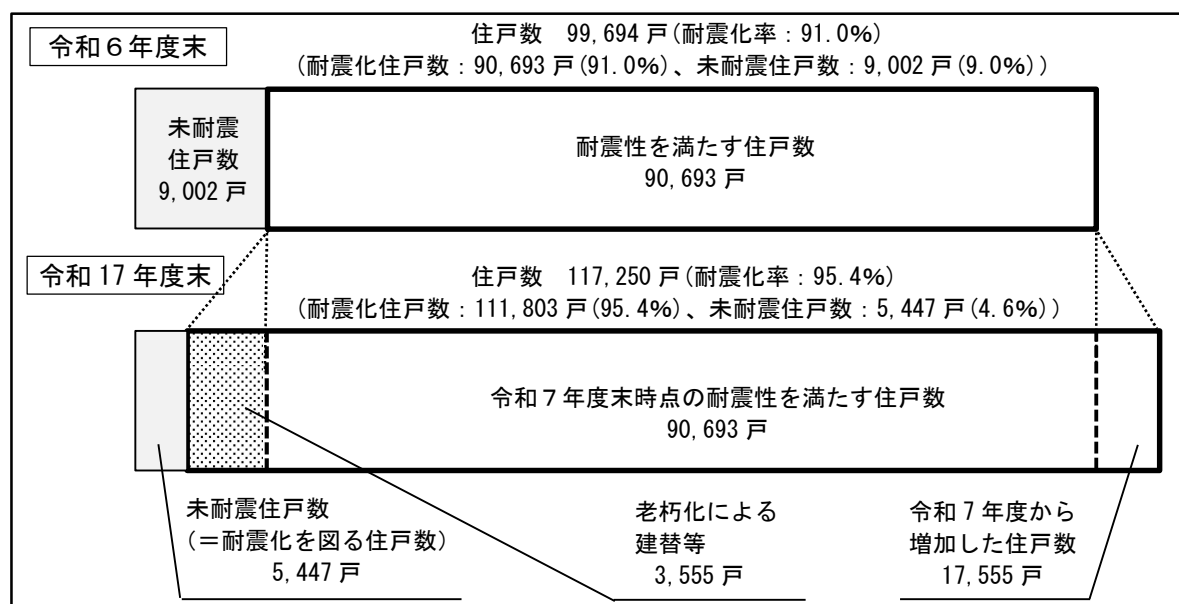 令和６年度末
住戸数　99,694 戸(耐震化率：91.0%)
(耐震化住戸数：90,693 戸(91.0%)、未耐震住戸数：9,002 戸(9.0%))
未耐震
住戸数
9,002 戸
耐震性を満たす住戸数
90,693 戸
令和 17 年度末
住戸数　117,250 戸(耐震化率：95.4%)
(耐震化住戸数：111,803 戸(95.4%)、未耐震住戸数：5,447 戸(4.6%))
令和７年度末時点の耐震性を満たす住戸数
90,693 戸
未耐震住戸数
(＝耐震化を図る住戸数)
5,447 戸
老朽化による
建替等
3,555 戸
令和 7 年度から
増加した住戸数
17,555 戸